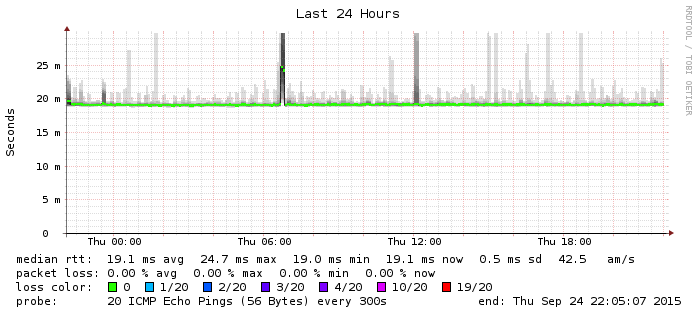 Last 24 Hours
RRDTOOL / TOBI OETIKER
Seconds
25 m
20 m
15 m
10 m
5 m
0
Thu 00:00 Thu 06:00 Thu 12:00 Thu 18:00
median rtt: 19.1 ms avg 24.7 ms max 19.0 ms min 19.1 ms now 0.5 ms sd 42.5 am/s
packet loss: 0.00 % avg 0.00 % max 0.00 % min 0.00 % now
loss color: 0 1/20 2/20 3/20 4/20 10/20 19/20
probe: 20 ICMP Echo Pings (56 Bytes) every 300s end: Thu Sep 24 22:05:07 2015